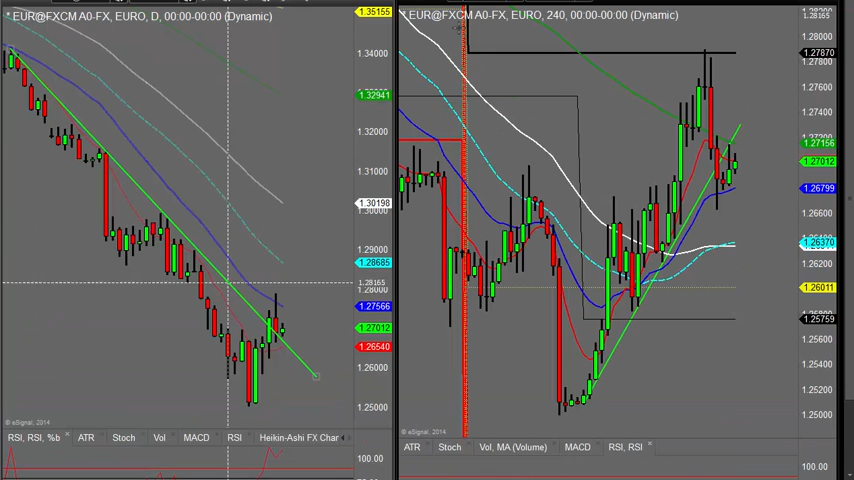 * EUR@FXCM A0-FX, EURO, D, 00:00-00:00 (Dynamic)
1.35155
1.34000
1.32941
1.32000
1.31000
1.30198
1.30000
1.29000
1.28685
1.28165
1.28000
1.27566
1.27012
1.26540
1.26000
1.25000
© eSignal, 2014
RSI, RSI, %b
ATR
Stoch
Vol
MACD
RSI
Heikin-Ashi FX Char
100.00
* EUR@FXCM A0-FX, EURO, 240, 00:00-00:00 (Dynamic)
1.28165
1.28000
1.27870
1.27600
1.27400
1.27156
1.27012
1.26799
1.26600
1.26370
1.26200
1.26011
1.25759
1.25600
1.25400
1.25200
1.25000
© eSignal, 2014
ATR
Stoch
Vol, MA (Volume)
MACD
RSI, RSI
100.00